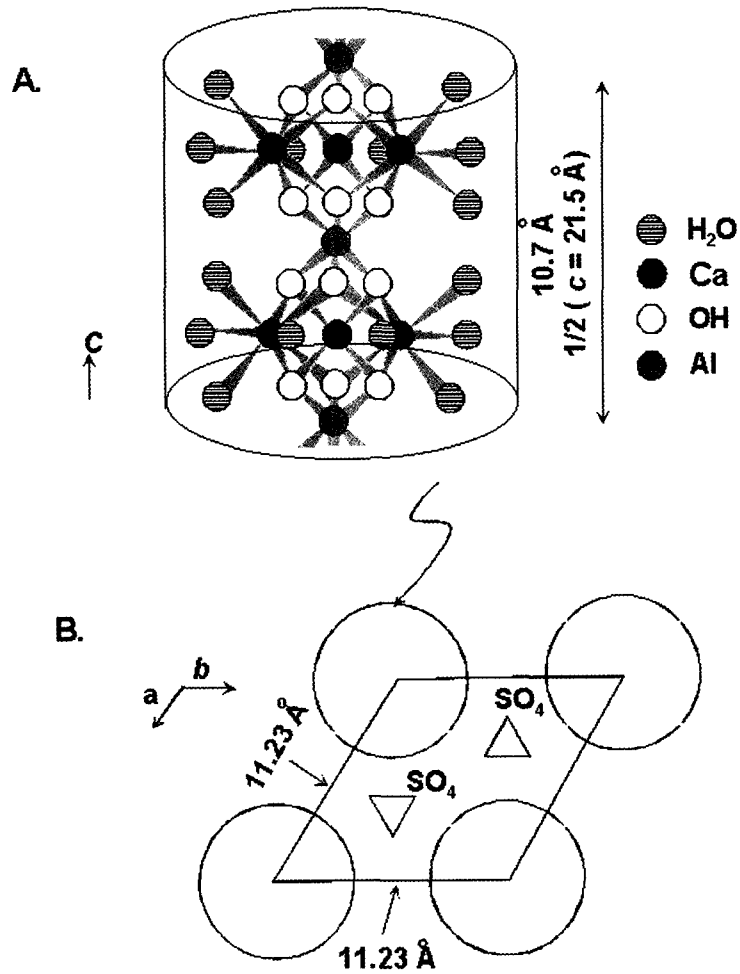 A.
H₂O
Ca
OH
Al
10.7 Å
1/2 ( c = 21.5 Å)
c
B.
a
b
SO₄
SO₄
11.23 Å
11.23 Å